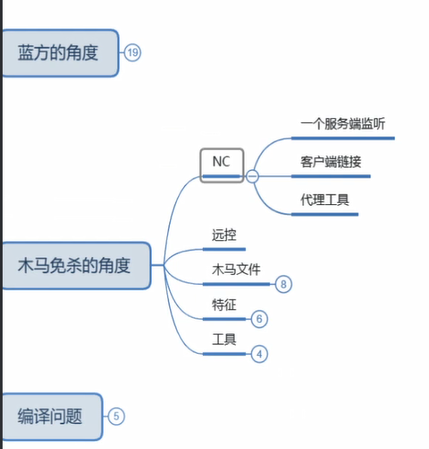 蓝方的角度
19
一个服务端监听
NC
客户端链接
代理工具
远控
木马免杀的角度
木马文件
8
特征
6
工具
4
编译问题
5